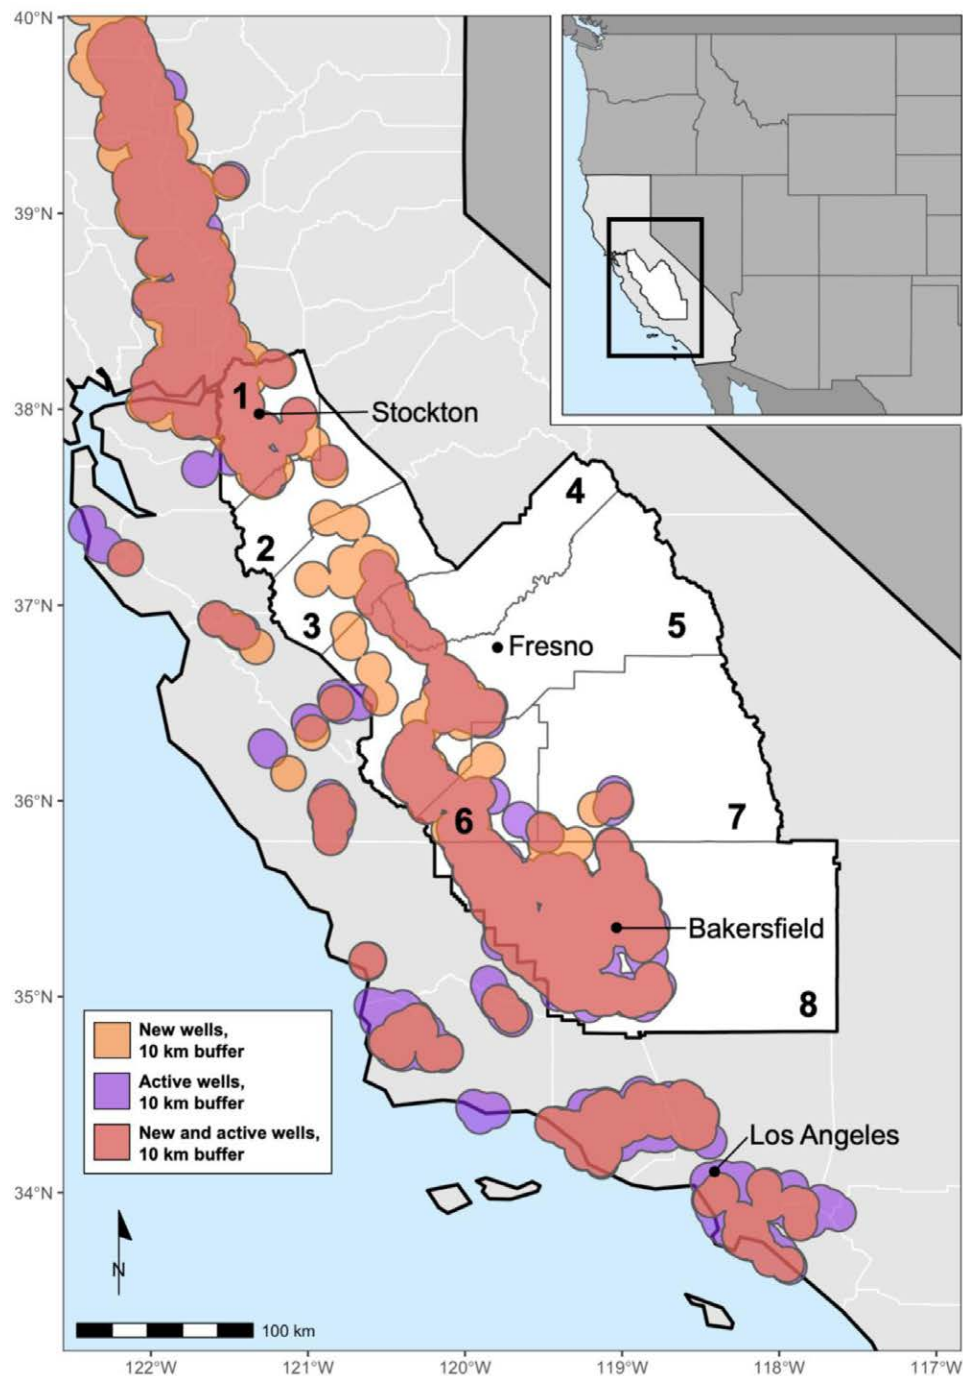 40°N
39°N
38°N
37°N
36°N
35°N
34°N
1
Stockton
2
3
4
5
Fresno
6
7
Bakersfield
8
New wells,
10 km buffer
Active wells,
10 km buffer
New and active wells,
10 km buffer
Los Angeles
N
100 km
122°W
121°W
120°W
119°W
118°W
117°W